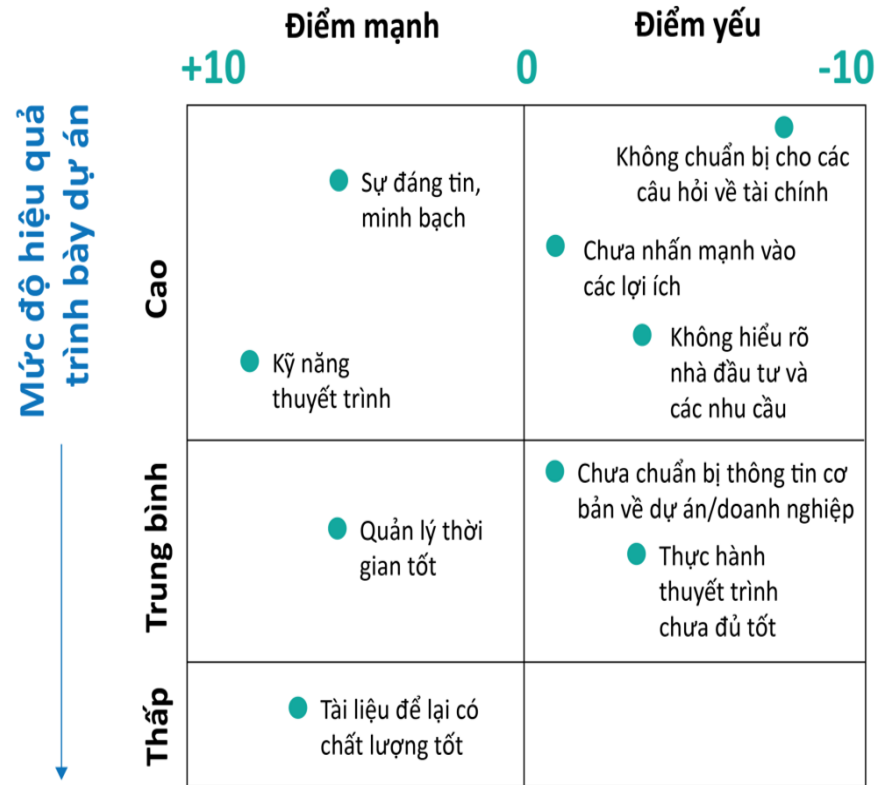 Điểm mạnh
Điểm yếu
+10
0
-10
Mức độ hiệu quả
trình bày dự án
Cao
Sự đáng tin,
minh bạch
Kỹ năng
thuyết trình
Không chuẩn bị cho các
câu hỏi về tài chính
Chưa nhấn mạnh vào
các lợi ích
Không hiểu rõ
nhà đầu tư và
các nhu cầu
Trung bình
Quản lý thời
gian tốt
Chưa chuẩn bị thông tin cơ
bản về dự án/doanh nghiệp
Thực hành
thuyết trình
chưa đủ tốt
Thấp
Tài liệu để lại có
chất lượng tốt